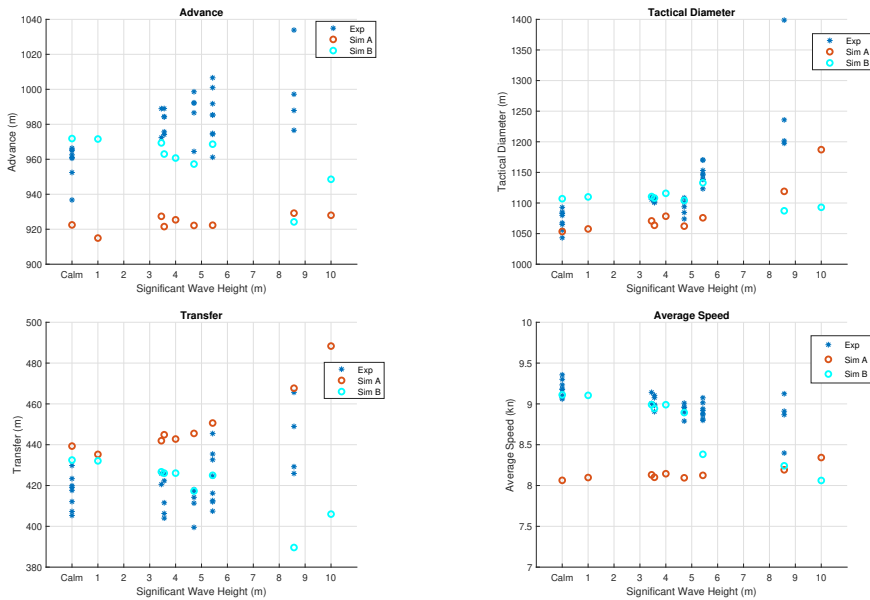 Advance
1040
1020
1000
980
960
940
920
900
Advance (m)
Calm 1 2 3 4 5 6 7 8 9 10
Significant Wave Height (m)
Exp
Sim A
Sim B
Tactical Diameter
1400
1350
1300
1250
1200
1150
1100
1050
1000
Tactical Diameter (m)
Calm 1 2 3 4 5 6 7 8 9 10
Significant Wave Height (m)
Exp
Sim A
Sim B
Transfer
500
480
460
440
420
400
380
Transfer (m)
Calm 1 2 3 4 5 6 7 8 9 10
Significant Wave Height (m)
Exp
Sim A
Sim B
Average Speed
10
9.5
9
8.5
8
7.5
7
Average Speed (kn)
Calm 1 2 3 4 5 6 7 8 9 10
Significant Wave Height (m)
Exp
Sim A
Sim B